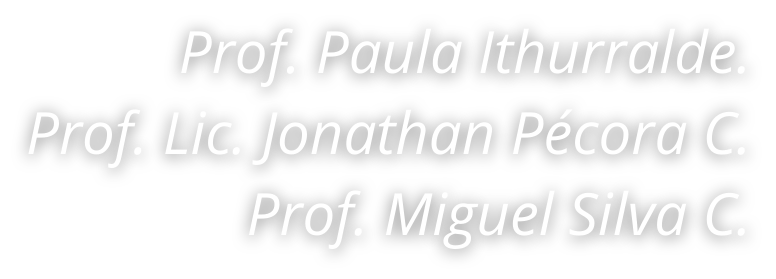 Prof. Paula Ithurralde.
Prof. Lic. Jonathan Pécora C.
Prof. Miguel Silva C.